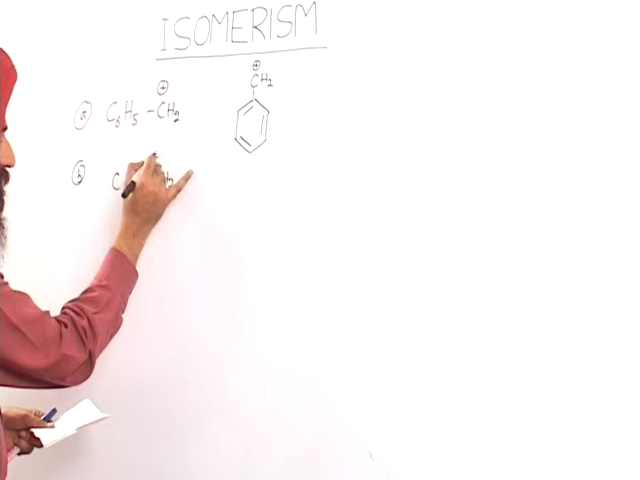 ISOMERISM
⊕
CH₂
⊕
ⓐ C₆H₅ – CH₂
ⓑ C